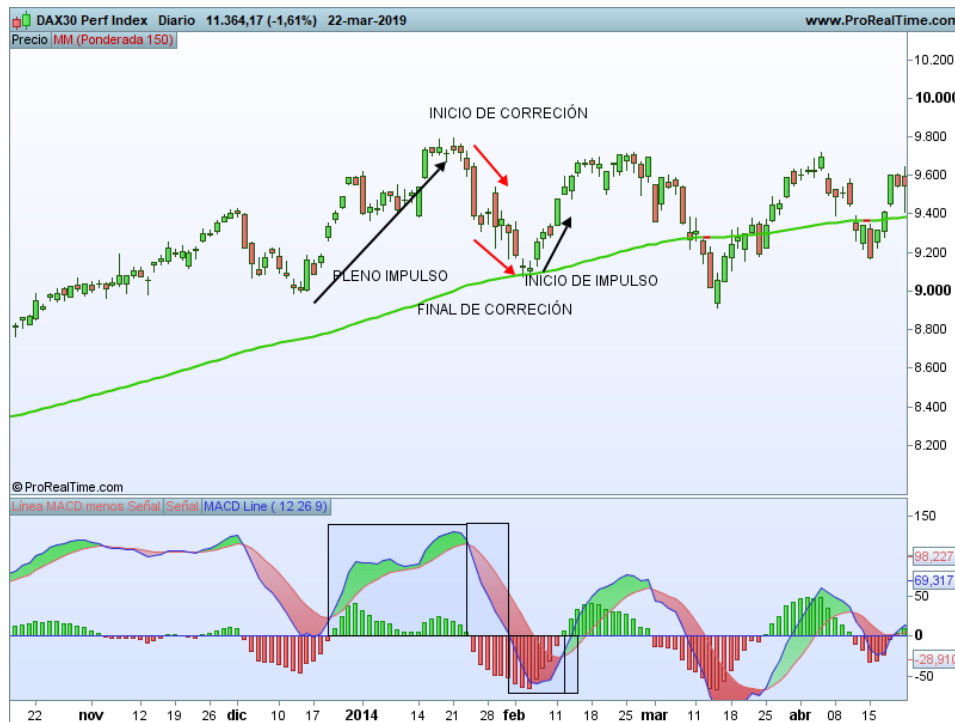 DAX30 Perf Index Diario 11.364,17 (-1,61%) 22-mar-2019 www.ProRealTime.com
Precio MM (Ponderada 150)
10.200
10.000
9.800
9.600
9.400
9.200
9.000
8.800
8.600
8.400
8.200
INICIO DE CORRECIÓN
PLENO IMPULSO
INICIO DE IMPULSO
FINAL DE CORRECIÓN
©ProRealTime.com
Línea MACD menos Señal Señal MACD Line ( 12 26 9)
150
98,227
69,317
50
0
-28,910
-50
22 nov 12 19 26 dic 10 17 2014 14 21 28 feb 11 18 25 mar 11 18 25 abr 08 15